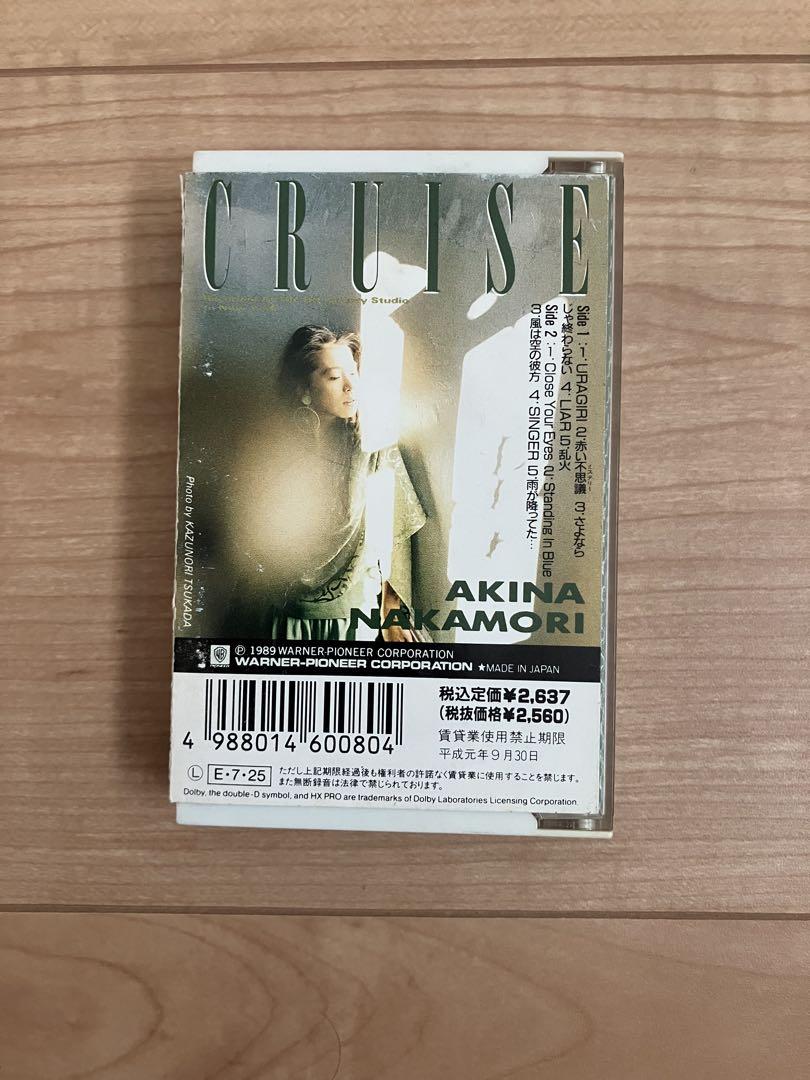 CRUISE
Studio
Side 1 :1. URAGIRI 2.赤い不思議 3.さよなら
ミステリー
じゃ終わらない 4. LIAR 5.乱火
Side 2 :1. Close Your Eyes 2. Standing In Blue
3.風は空の彼方 4. SINGER 5.雨が降ってた…
Photo by KAZUNORI TSUKADA
AKINA
NAKAMORI
Ⓟ 1989 WARNER-PIONEER CORPORATION
WARNER-PIONEER CORPORATION ★MADE IN JAPAN
税込定価¥2,637
(税抜価格¥2,560)
賃貸業使用禁止期限
平成元年9月30日
4 988014 600804
Ⓛ E・7・25 ただし上記期限経過後も権利者の許諾なく賃貸業に使用することを禁じます。
また無断録音は法律で禁じられております。
Dolby, the double-D symbol, and HX PRO are trademarks of Dolby Laboratories Licensing Corporation.